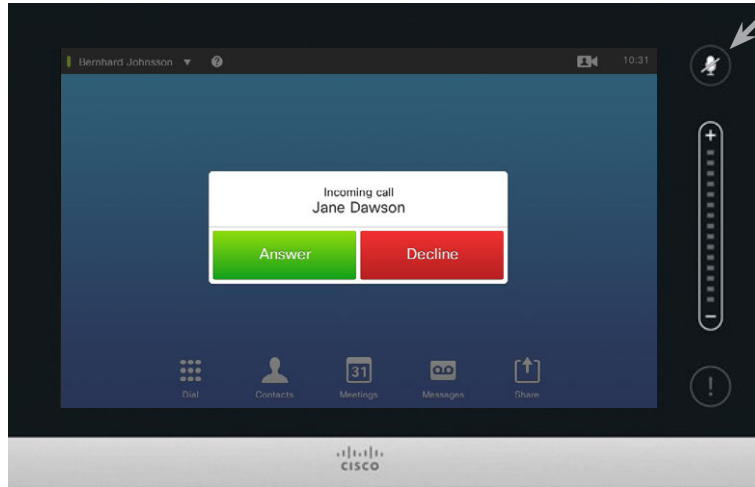 Bernhard Johnsson ▼ ?
10:31
+
Incoming call
Jane Dawson
Answer Decline
−
31
Dial Contacts Meetings Messages Share
!
CISCO